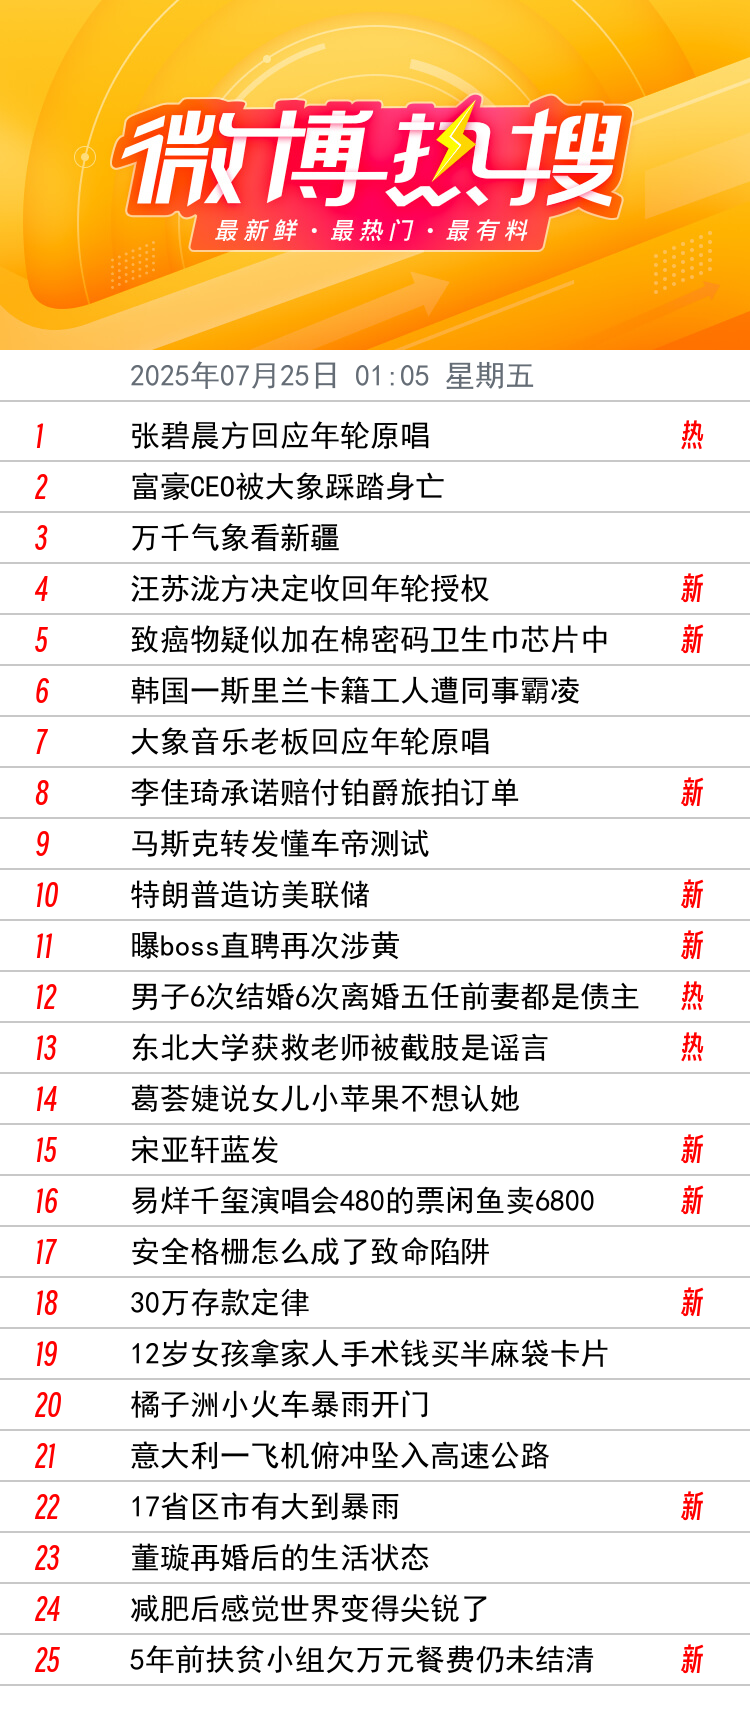 微博热搜
最新鲜·最热门·最有料
2025年07月25日 01:05 星期五
1 张碧晨方回应年轮原唱 热
2 富豪CEO被大象踩踏身亡
3 万千气象看新疆
4 汪苏泷方决定收回年轮授权 新
5 致癌物疑似加在棉密码卫生巾芯片中 新
6 韩国一斯里兰卡籍工人遭同事霸凌
7 大象音乐老板回应年轮原唱
8 李佳琦承诺赔付铂爵旅拍订单 新
9 马斯克转发懂车帝测试
10 特朗普造访美联储 新
11 曝boss直聘再次涉黄 新
12 男子6次结婚6次离婚五任前妻都是债主 热
13 东北大学获救老师被截肢是谣言 热
14 葛荟婕说女儿小苹果不想认她
15 宋亚轩蓝发 新
16 易烊千玺演唱会480的票闲鱼卖6800 新
17 安全格栅怎么成了致命陷阱
18 30万存款定律 新
19 12岁女孩拿家人手术钱买半麻袋卡片
20 橘子洲小火车暴雨开门
21 意大利一飞机俯冲坠入高速公路
22 17省区市有大到暴雨 新
23 董璇再婚后的生活状态
24 减肥后感觉世界变得尖锐了
25 5年前扶贫小组欠万元餐费仍未结清 新